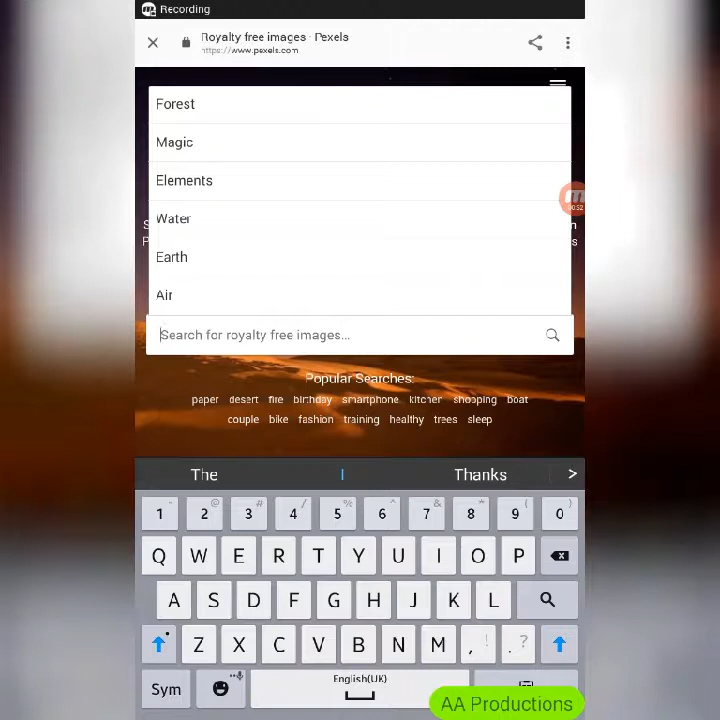 Recording
Royalty free images · Pexels
https://www.pexels.com
Forest
Magic
Elements
Water
Earth
Air
Search for royalty free images...
Popular Searches:
paper desert fire birthday smartphone kitchen shopping boat
couple bike fashion training healthy trees sleep
The I Thanks >
1 2 3 4 5 6 7 8 9 0
Q W E R T Y U I O P
A S D F G H J K L
Z X C V B N M , ! . ?
Sym English(UK)
AA Productions
00:52